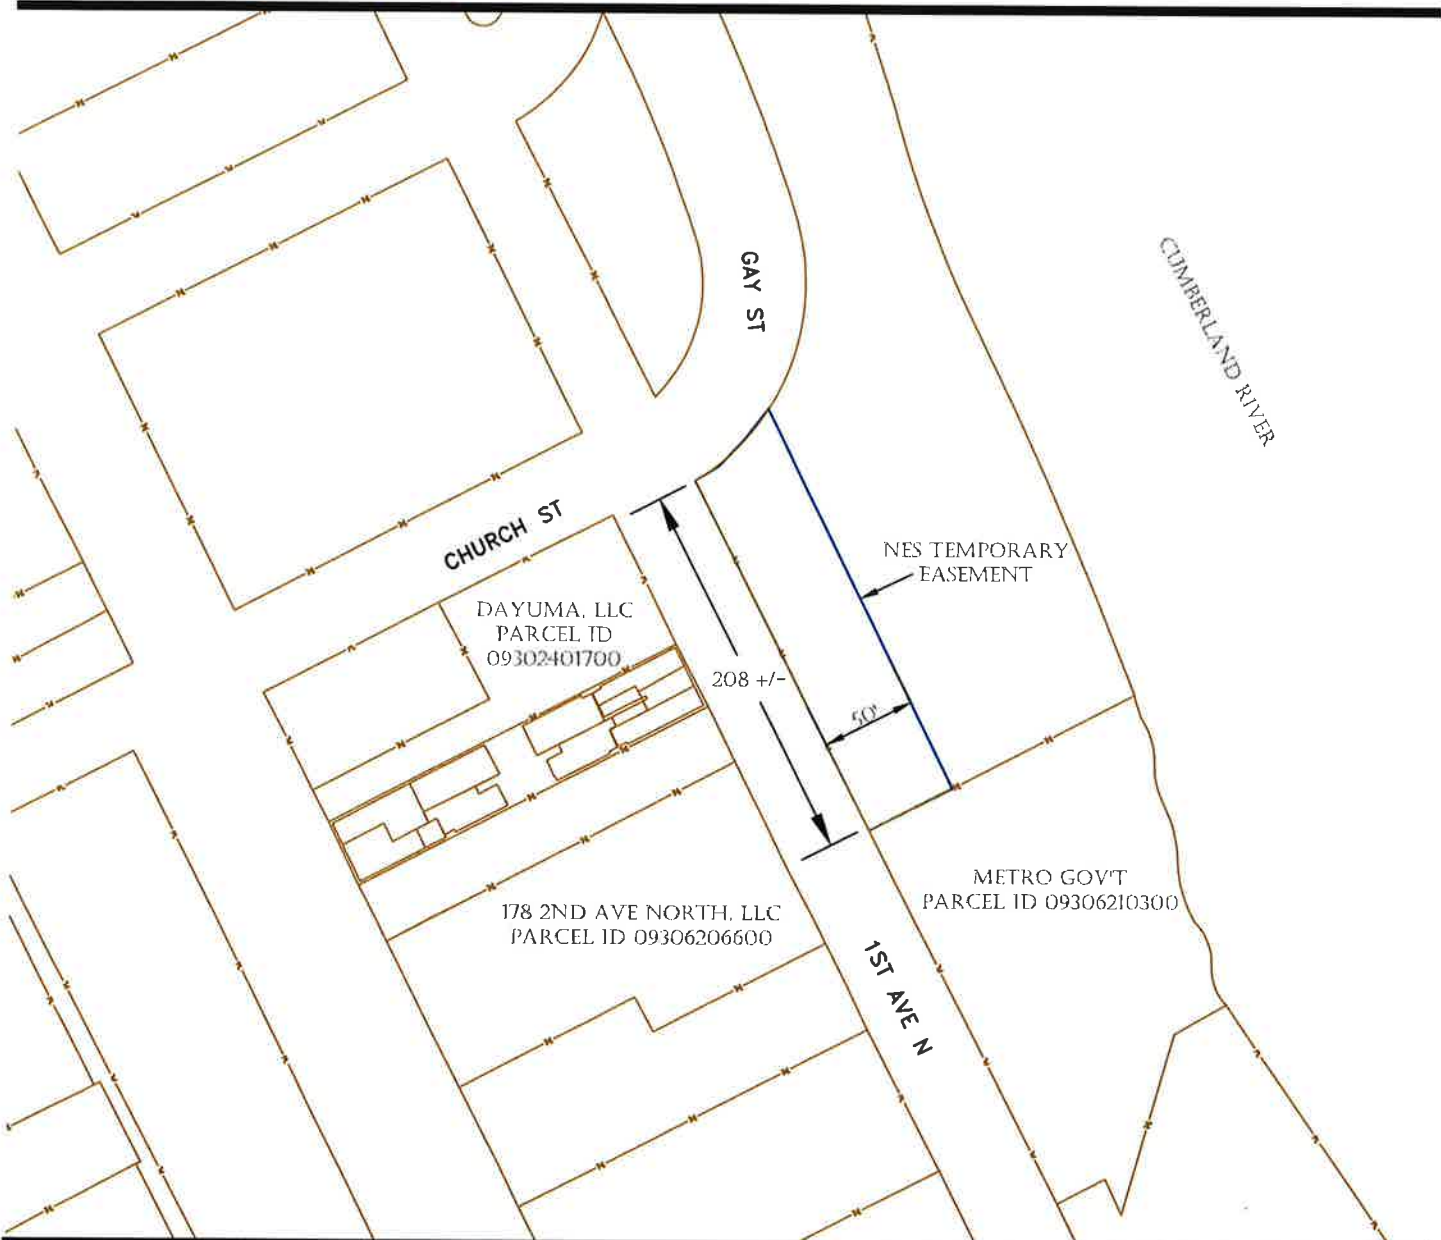 GAY ST
CUMBERLAND RIVER
CHURCH ST
NES TEMPORARY
EASEMENT
DAYUMA, LLC
PARCEL ID
09302401700
208 +/-
50'
METRO GOV'T
PARCEL ID 09306210300
178 2ND AVE NORTH, LLC
PARCEL ID 09306206600
1ST AVE N